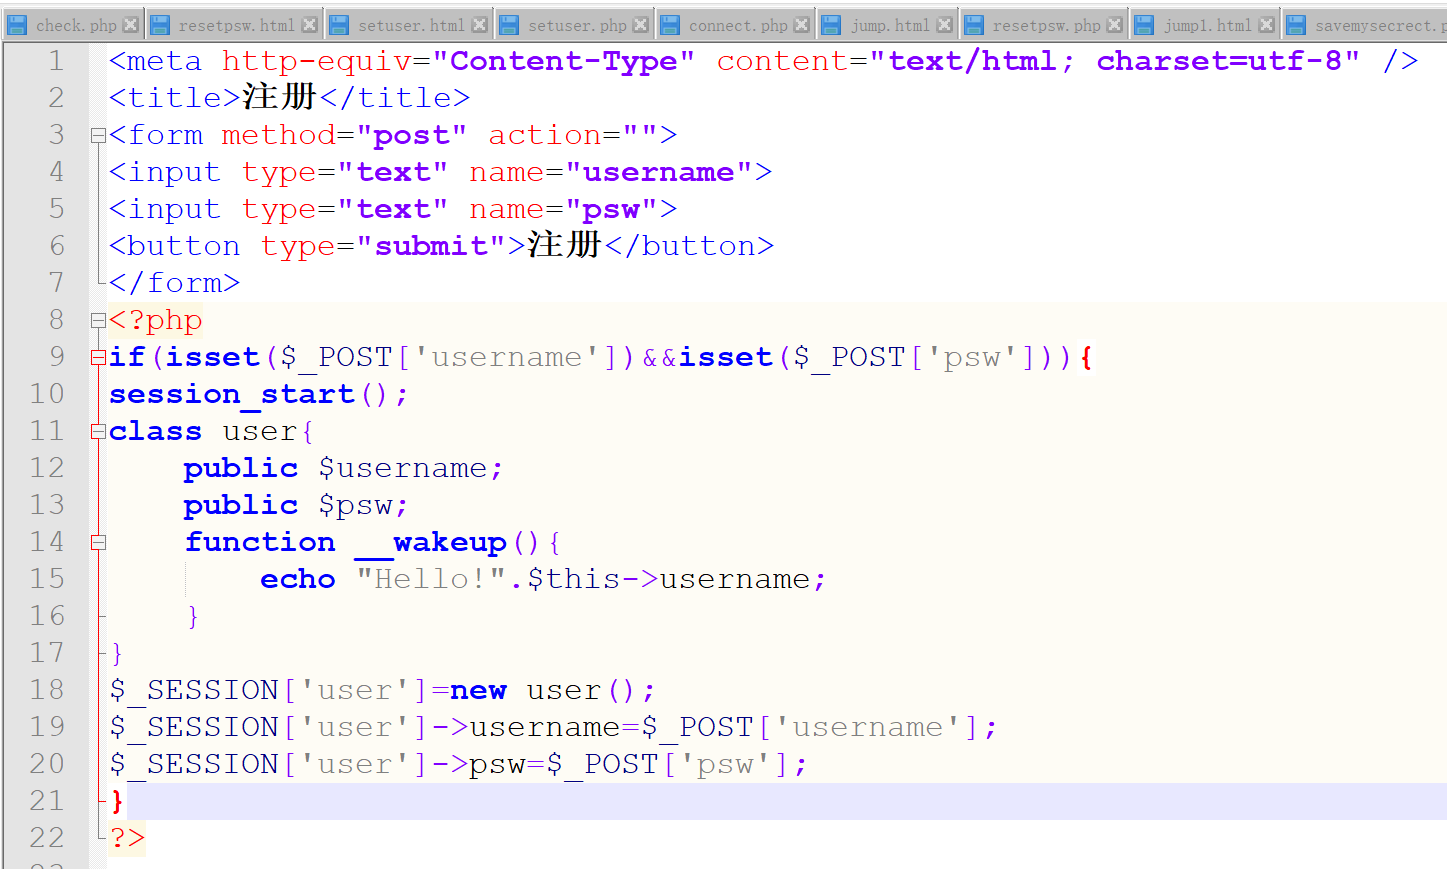 check.php resetpsw.html setuser.html setuser.php connect.php jump.html resetpsw.php jump1.html savemysecrect.p
1 <meta http-equiv="Content-Type" content="text/html; charset=utf-8" />
2 <title>注册</title>
3 <form method="post" action="">
4 <input type="text" name="username">
5 <input type="text" name="psw">
6 <button type="submit">注册</button>
7 </form>
8 <?php
9 if(isset($_POST['username'])&&isset($_POST['psw'])){
10 session_start();
11 class user{
12 public $username;
13 public $psw;
14 function __wakeup(){
15 echo "Hello!".$this->username;
16 }
17 }
18 $_SESSION['user']=new user();
19 $_SESSION['user']->username=$_POST['username'];
20 $_SESSION['user']->psw=$_POST['psw'];
21 }
22 ?>